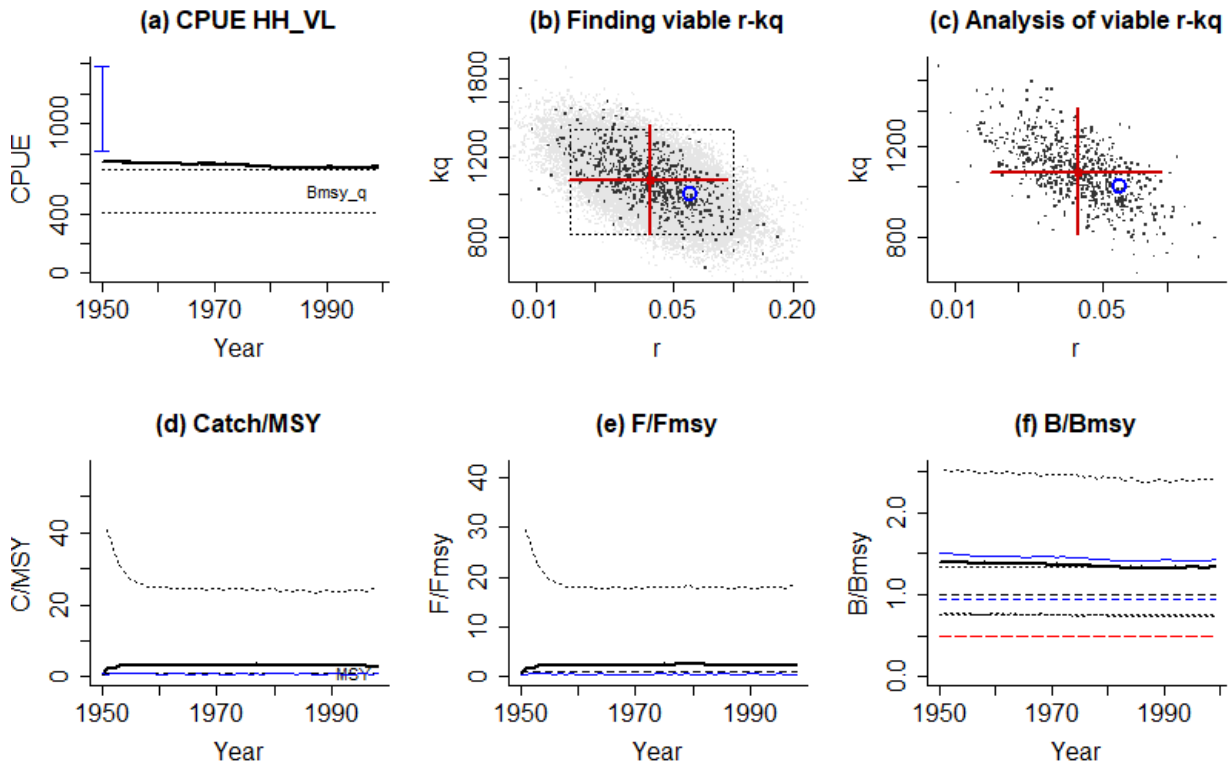 (a) CPUE HH_VL
CPUE
0
400
1000
Bmsy_q
1950
1970
1990
Year
(b) Finding viable r-kq
kq
800
1200
1800
0.01
0.05
0.20
r
(c) Analysis of viable r-kq
kq
800
1200
0.01
0.05
r
(d) Catch/MSY
C/MSY
0
20
40
MSY
1950
1970
1990
Year
(e) F/Fmsy
F/Fmsy
0
10
20
30
40
1950
1970
1990
Year
(f) B/Bmsy
B/Bmsy
0.0
1.0
2.0
1950
1970
1990
Year